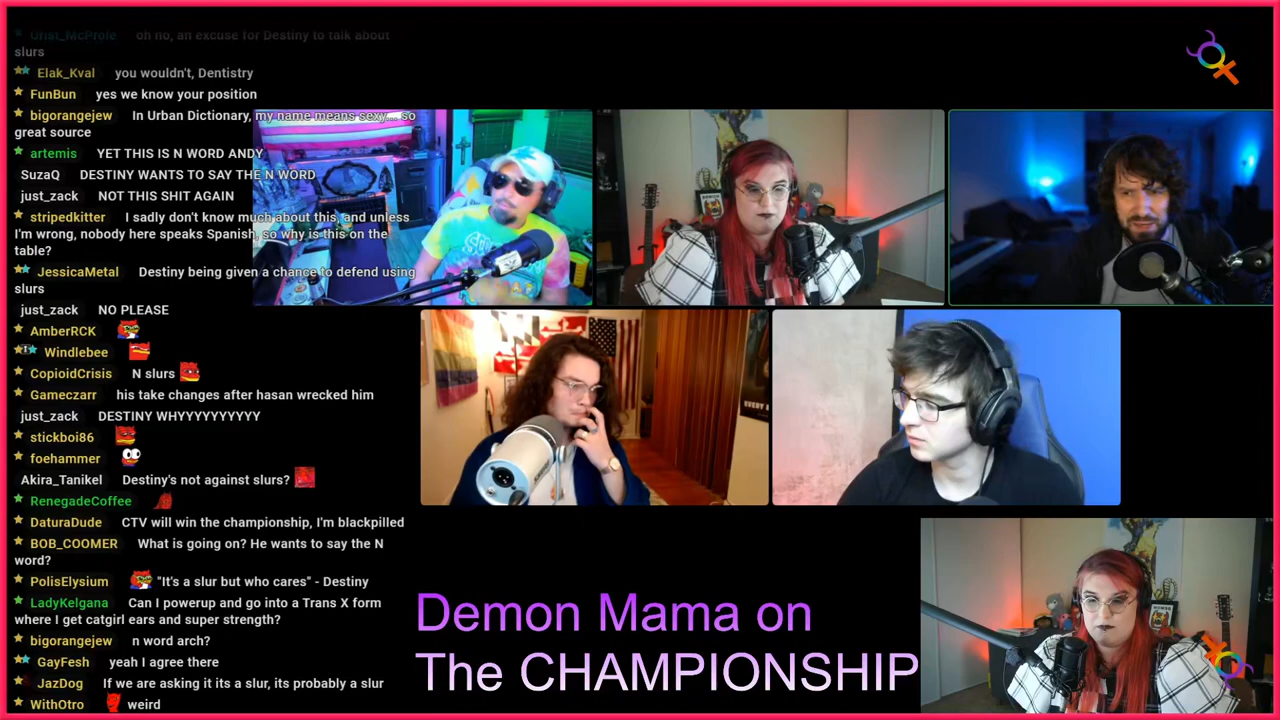 Uriat_McProle oh no, an excuse for Destiny to talk about
slurs
Elak_Kval you wouldn't, Dentistry
FunBun yes we know your position
bigorangejew In Urban Dictionary, my name means sexy... so
great source
artemis YET THIS IS N WORD ANDY
SuzaQ DESTINY WANTS TO SAY THE N WORD
just_zack NOT THIS SHIT AGAIN
stripedkitter I sadly don't know much about this, and unless
I'm wrong, nobody here speaks Spanish, so why is this on the
table?
JessicaMetal Destiny being given a chance to defend using
slurs
just_zack NO PLEASE
AmberRCK
Windlebee
CopioidCrisis N slurs
Gameczarr his take changes after hasan wrecked him
just_zack DESTINY WHYYYYYYYYYY
stickboi86
foehammer
Akira_Tanikel Destiny's not against slurs?
RenegadeCoffee
DaturaDude CTV will win the championship, I'm blackpilled
BOB_COOMER What is going on? He wants to say the N
word?
PolisElysium "It's a slur but who cares" - Destiny
LadyKelgana Can I powerup and go into a Trans X form
where I get catgirl ears and super strength?
bigorangejew n word arch?
GayFesh yeah I agree there
JazDog If we are asking it its a slur, its probably a slur
WithOtro weird
Demon Mama on
The CHAMPIONSHIP